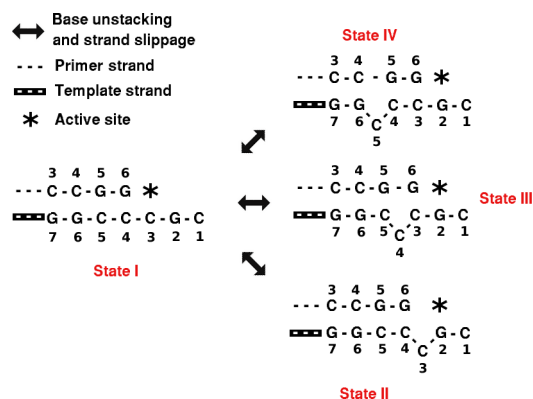 Base unstacking
and strand slippage
Primer strand
Template strand
Active site
State IV
3 4 5 6
C - C - G - G
G - G C - C - G - C
C
7 6 4 3 2 1
5
3 4 5 6
C - C - G - G
G - G - C - C - C - G - C
7 6 5 4 3 2 1
State I
3 4 5 6
C - C - G - G
G - G - C C - G - C
C
7 6 5 3 2 1
4
State III
3 4 5 6
C - C - G - G
G - G - C - C G - C
C
7 6 5 4 2 1
3
State II